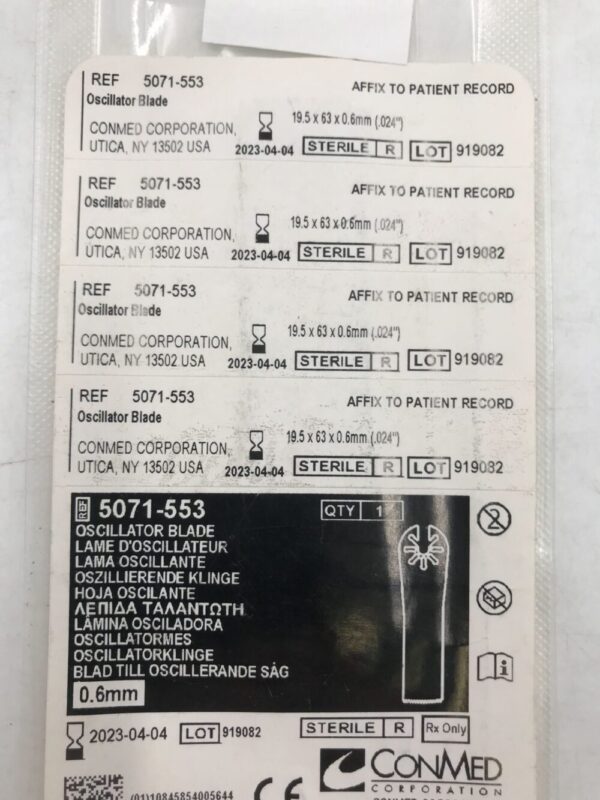 REF 5071-553 AFFIX TO PATIENT RECORD
Oscillator Blade
19.5 x 63 x 0.6mm (.024")
CONMED CORPORATION,
UTICA, NY 13502 USA 2023-04-04 STERILE R LOT 919082
REF 5071-553 AFFIX TO PATIENT RECORD
Oscillator Blade
19.5 x 63 x 0.6mm (.024")
CONMED CORPORATION,
UTICA, NY 13502 USA 2023-04-04 STERILE R LOT 919082
REF 5071-553 AFFIX TO PATIENT RECORD
Oscillator Blade
19.5 x 63 x 0.6mm (.024")
CONMED CORPORATION,
UTICA, NY 13502 USA 2023-04-04 STERILE R LOT 919082
REF 5071-553 AFFIX TO PATIENT RECORD
Oscillator Blade
19.5 x 63 x 0.6mm (.024")
CONMED CORPORATION,
UTICA, NY 13502 USA 2023-04-04 STERILE R LOT 919082
REF 5071-553 QTY 1
OSCILLATOR BLADE
LAME D'OSCILLATEUR
LAMA OSCILLANTE
OSZILLIERENDE KLINGE
HOJA OSCILANTE
ΛΕΠΙΔΑ ΤΑΛΑΝΤΩΤΗ
LÂMINA OSCILADORA
OSCILLATORMES
OSCILLATORKLINGE
BLAD TILL OSCILLERANDE SÅG
0.6mm
2023-04-04 LOT 919082 STERILE R Rx Only
CONMED
CORPORATION
(01)10845854005644 CE